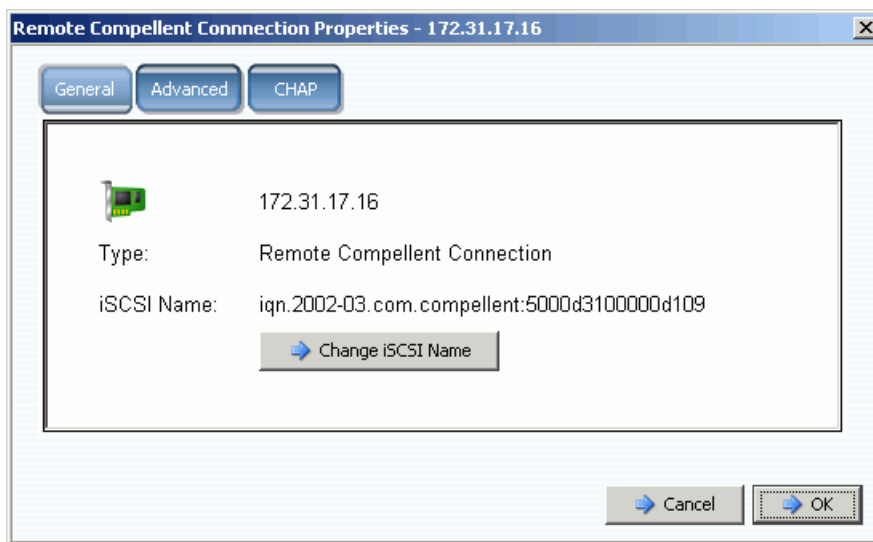 Remote Compellent Connnection Properties - 172.31.17.16
General
Advanced
CHAP
172.31.17.16
Type: Remote Compellent Connection
iSCSI Name: iqn.2002-03.com.compellent:5000d3100000d109
Change iSCSI Name
Cancel
OK